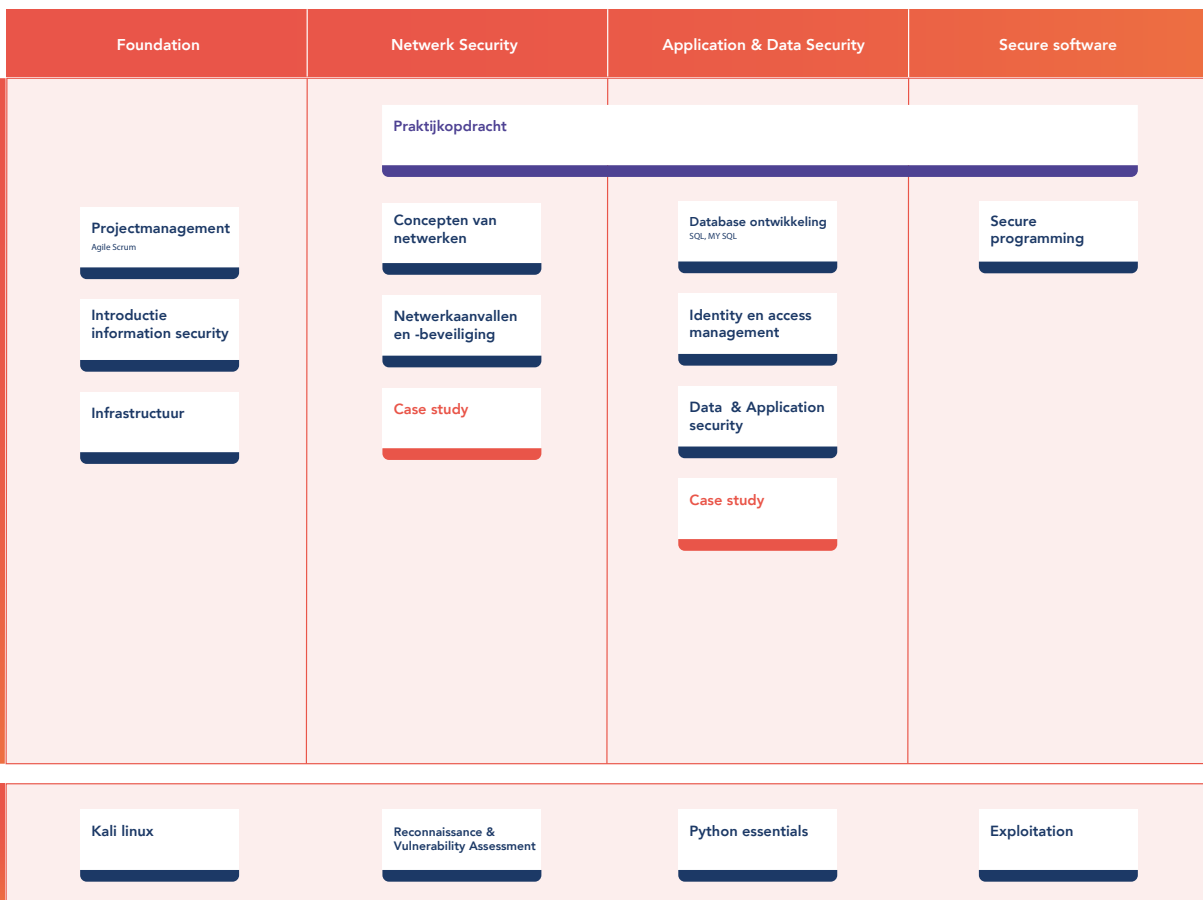 Foundation
Netwerk Security
Application & Data Security
Secure software
Praktijkopdracht
Projectmanagement
Agile Scrum
Introductie
information security
Infrastructuur
Concepten van
netwerken
Netwerkaanvallen
en -beveiliging
Case study
Database ontwikkeling
SQL, MY SQL
Identity en access
management
Data  & Application
security
Case study
Secure
programming
Kali linux
Reconnaissance &
Vulnerability Assessment
Python essentials
Exploitation